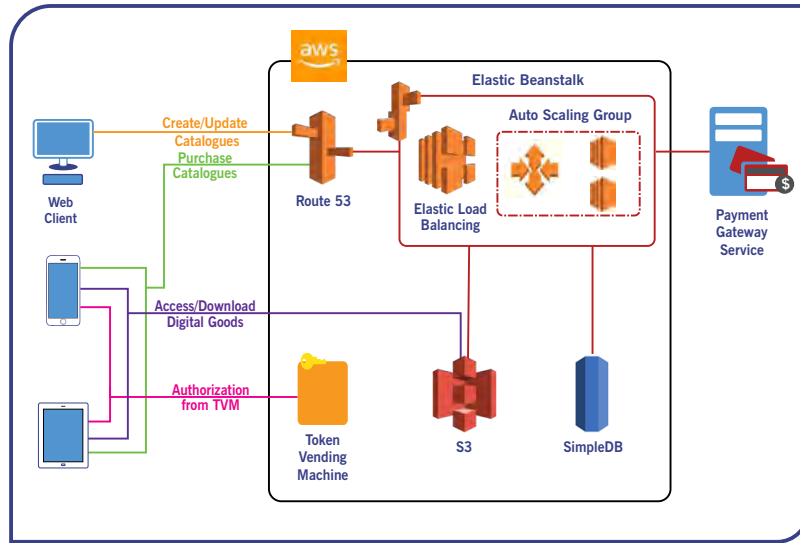 aws
Elastic Beanstalk
Auto Scaling Group
Create/Update
Catalogues
Purchase
Catalogues
Web
Client
Route 53
Elastic Load
Balancing
$
Payment
Gateway
Service
Access/Download
Digital Goods
Authorization
from TVM
Token
Vending
Machine
S3
SimpleDB